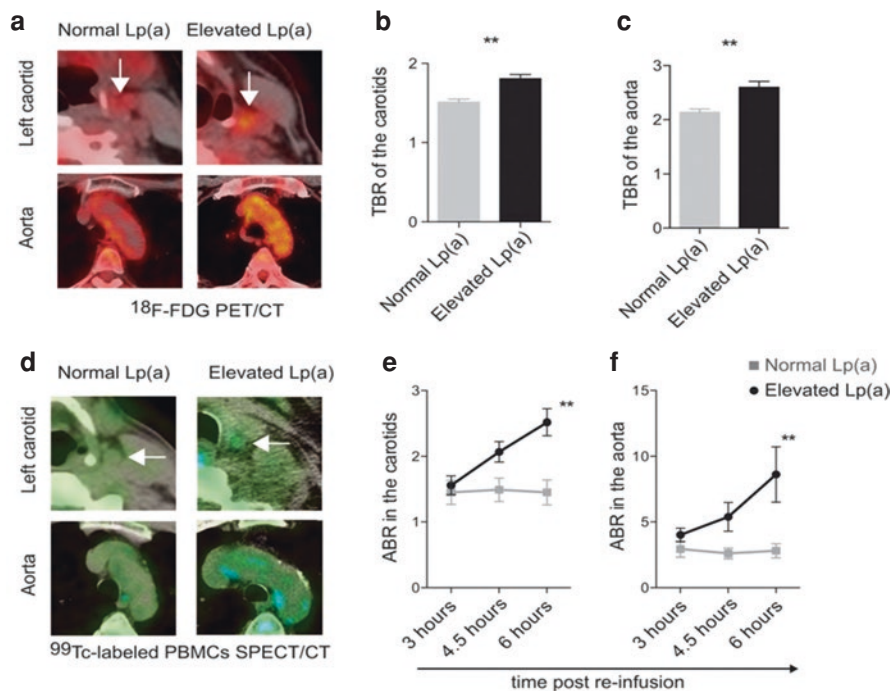 a
Normal Lp(a)
Elevated Lp(a)
Left caortid
Aorta
18F-FDG PET/CT
b
**
TBR of the carotids
2
1
0
Normal Lp(a)
Elevated Lp(a)
c
**
TBR of the aorta
3
2
1
0
Normal Lp(a)
Elevated Lp(a)
d
Normal Lp(a)
Elevated Lp(a)
Left carotid
Aorta
99Tc-labeled PBMCs SPECT/CT
e
ABR in the carotids
3
2
1
0
**
3 hours
4.5 hours
6 hours
f
Normal Lp(a)
Elevated Lp(a)
ABR in the aorta
15
10
5
0
**
3 hours
4.5 hours
6 hours
time post re-infusion